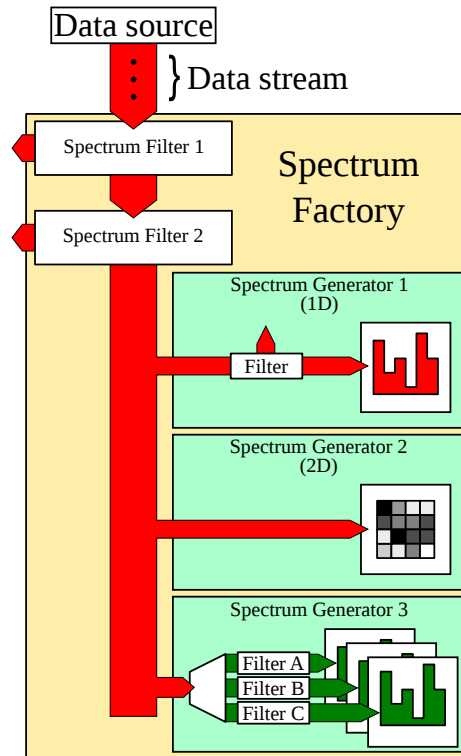 Data source
} Data stream
Spectrum Filter 1
Spectrum
Factory
Spectrum Filter 2
Spectrum Generator 1
(1D)
Filter
Spectrum Generator 2
(2D)
Spectrum Generator 3
Filter A
Filter B
Filter C